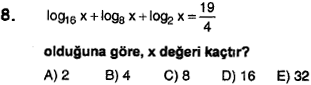 8. log₁₆ x + log₈ x + log₂ x = 19/4
olduğuna göre, x değeri kaçtır?
A) 2 B) 4 C) 8 D) 16 E) 32